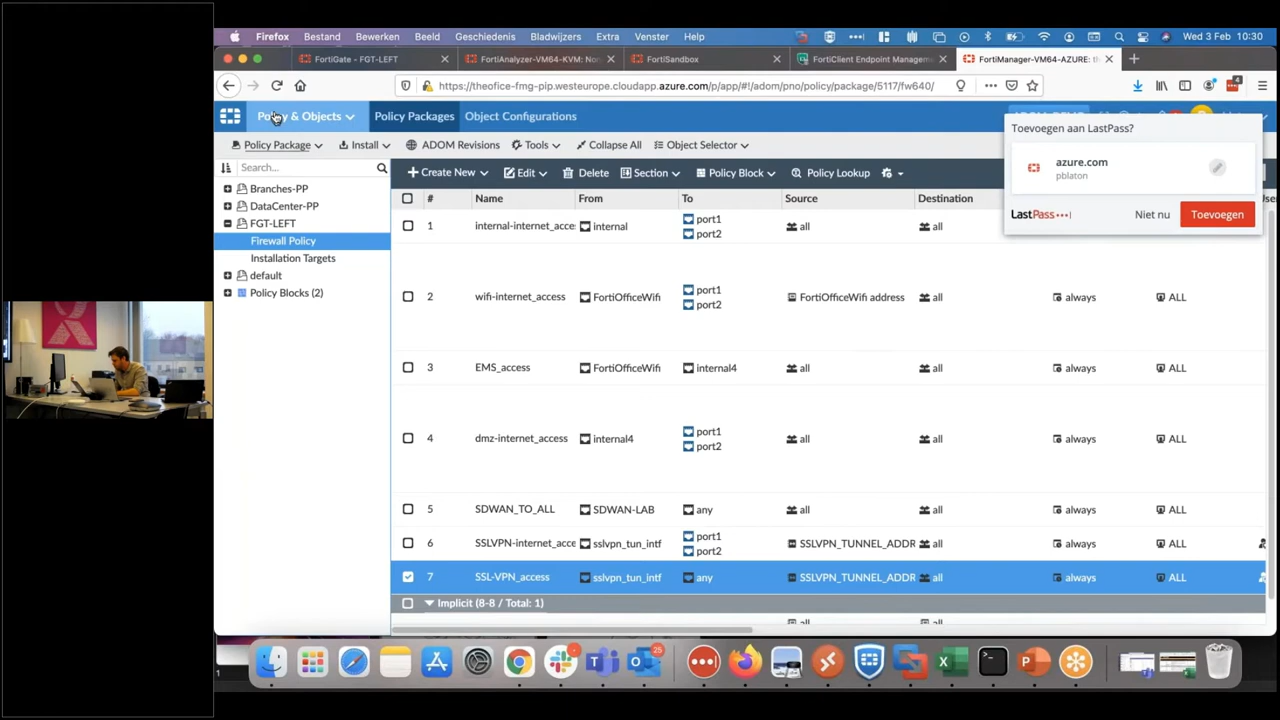 Firefox Bestand Bewerken Beeld Geschiedenis Bladwijzers Extra Venster Help Wed 3 Feb 10:30
FortiGate - FGT-LEFT
FortiAnalyzer-VM64-KVM:
FortiSandbox
FortiClient Endpoint Managem
FortiManager-VM64-AZURE: th
https://theofice-fmg-pip.westeurope.cloudapp.azure.com/p/app/#!/adom/pno/policy/package/5117/fw640/
4
Policy & Objects Policy Packages Object Configurations
Policy Package Install ADOM Revisions Tools Collapse All Object Selector
Toevoegen aan LastPass?
azure.com
pblaton
LastPass Niet nu Toevoegen
Search...
Create New Edit Delete Section Policy Block Policy Lookup
Branches-PP
DataCenter-PP
FGT-LEFT
Firewall Policy
Installation Targets
default
Policy Blocks (2)
# Name From To Source Destination
1 internal-internet_acce internal port1 port2 all all
2 wifi-internet_access FortiOfficeWifi port1 port2 FortiOfficeWifi address all always ALL
3 EMS_access FortiOfficeWifi internal4 all all always ALL
4 dmz-internet_access internal4 port1 port2 all all always ALL
5 SDWAN_TO_ALL SDWAN-LAB any all all always ALL
6 SSLVPN-internet_acce sslvpn_tun_intf port1 port2 SSLVPN_TUNNEL_ADDR all always ALL
7 SSL-VPN_access sslvpn_tun_intf any SSLVPN_TUNNEL_ADDR all always ALL
Implicit (8-8 / Total: 1)
25